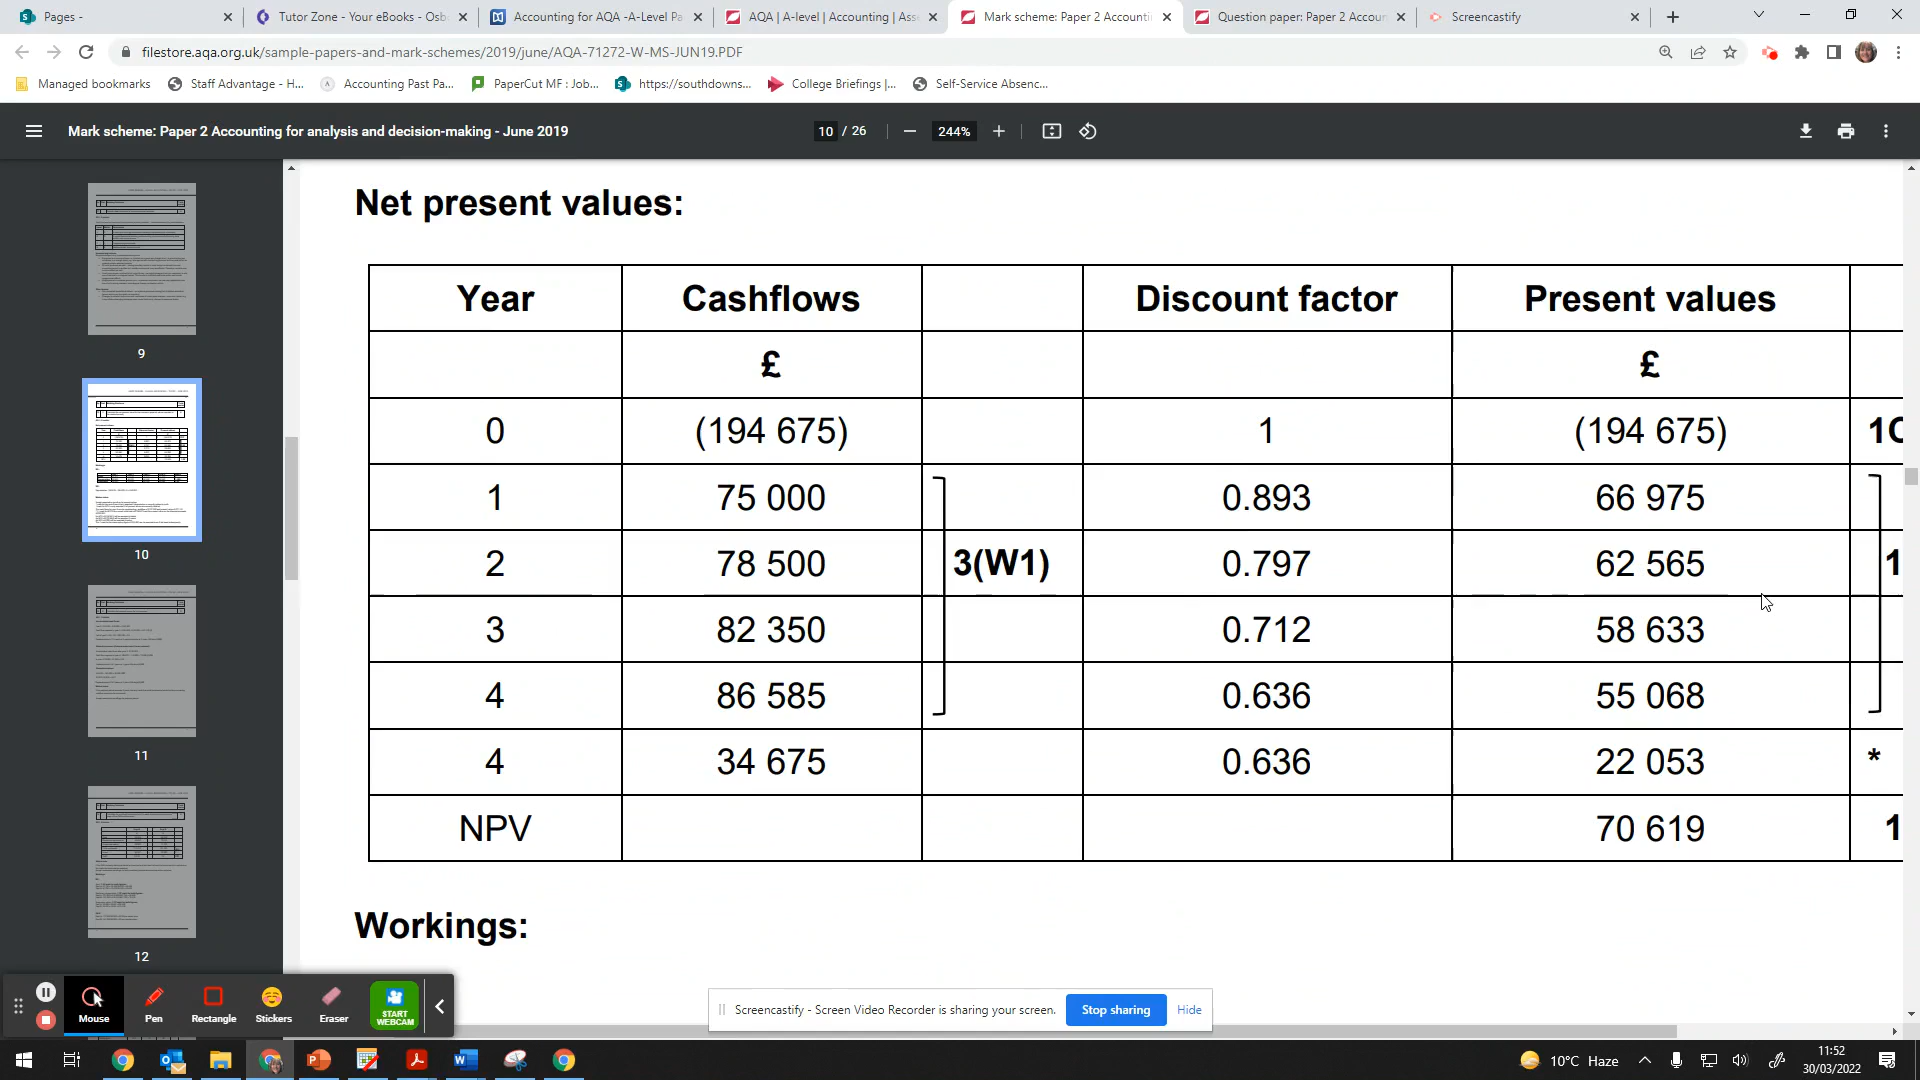 Pages -
Tutor Zone - Your eBooks - Osb
Accounting for AQA -A-Level Pa
AQA | A-level | Accounting | Ass
Mark scheme: Paper 2 Accounti
Question paper: Paper 2 Accoun
Screencastify
filestore.aqa.org.uk/sample-papers-and-mark-schemes/2019/june/AQA-71272-W-MS-JUN19.PDF
Managed bookmarks
Staff Advantage - H...
Accounting Past Pa...
PaperCut MF : Job...
https://southdowns...
College Briefings |...
Self-Service Absenc...
Mark scheme: Paper 2 Accounting for analysis and decision-making - June 2019
10 / 26
244%
9
10
11
12
Net present values:
Year Cashflows Discount factor Present values
£ £
0 (194 675) 1 (194 675) 1O
1 75 000 0.893 66 975
2 78 500 3(W1) 0.797 62 565 1
3 82 350 0.712 58 633
4 86 585 0.636 55 068
4 34 675 0.636 22 053 *
NPV 70 619 1
Workings:
Mouse
Pen
Rectangle
Stickers
Eraser
START WEBCAM
Screencastify - Screen Video Recorder is sharing your screen.
Stop sharing
Hide
10°C Haze
11:52
30/03/2022